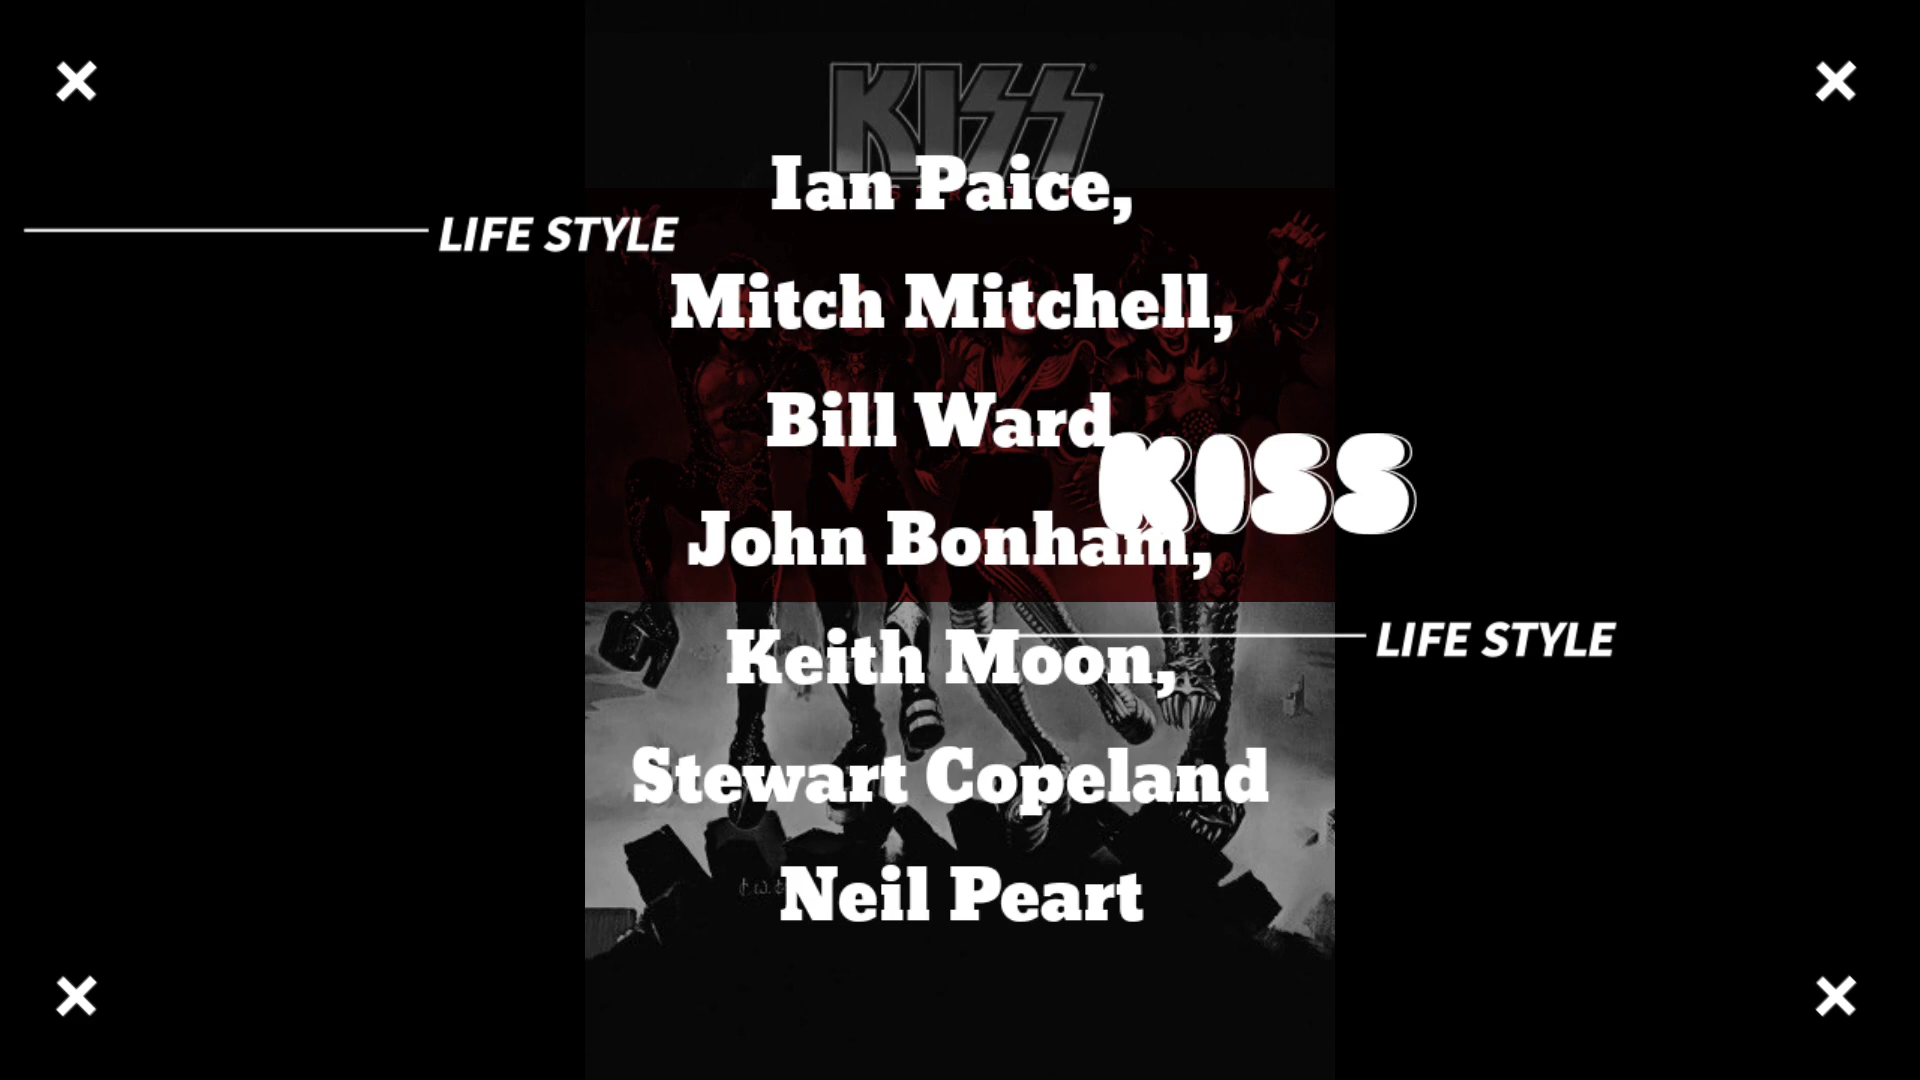 KISS
Ian Paice,
LIFE STYLE
Mitch Mitchell,
Bill Ward
KISS
John Bonham,
LIFE STYLE
Keith Moon,
Stewart Copeland
Neil Peart